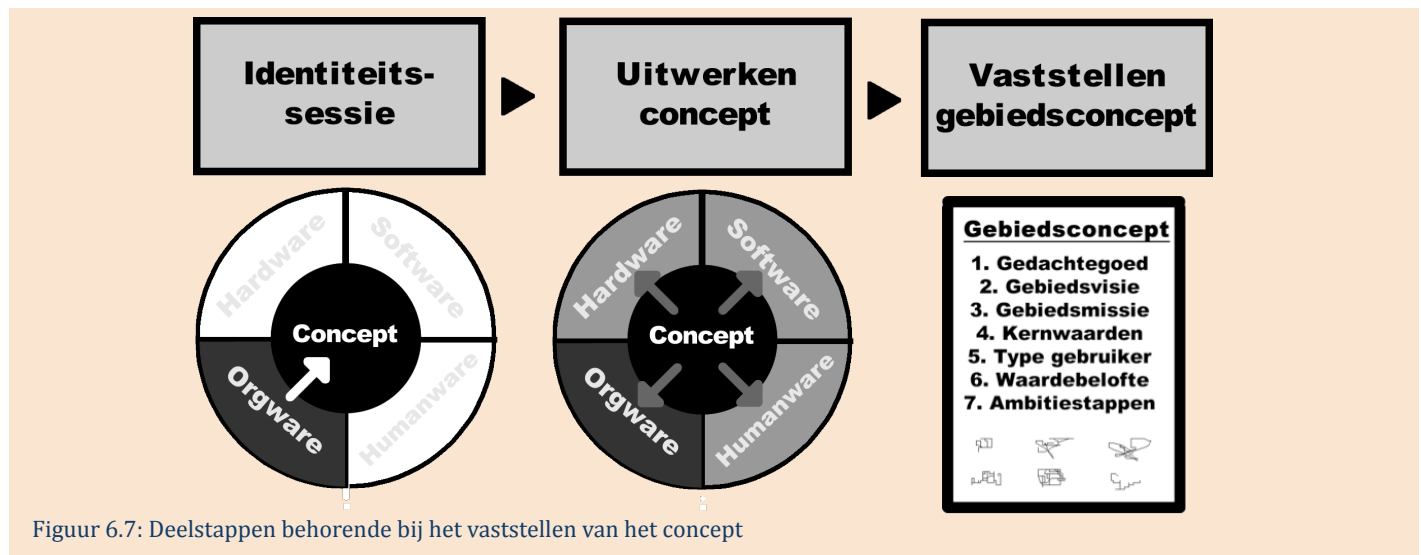 Identiteits-
sessie
Uitwerken
concept
Vaststellen
gebiedsconcept
Hardware
Software
Concept
Orgware
Humanware
Hardware
Software
Concept
Orgware
Humanware
Gebiedsconcept
1. Gedachtegoed
2. Gebiedsvisie
3. Gebiedsmissie
4. Kernwaarden
5. Type gebruiker
6. Waardebelofte
7. Ambitiestappen
Figuur 6.7: Deelstappen behorende bij het vaststellen van het concept